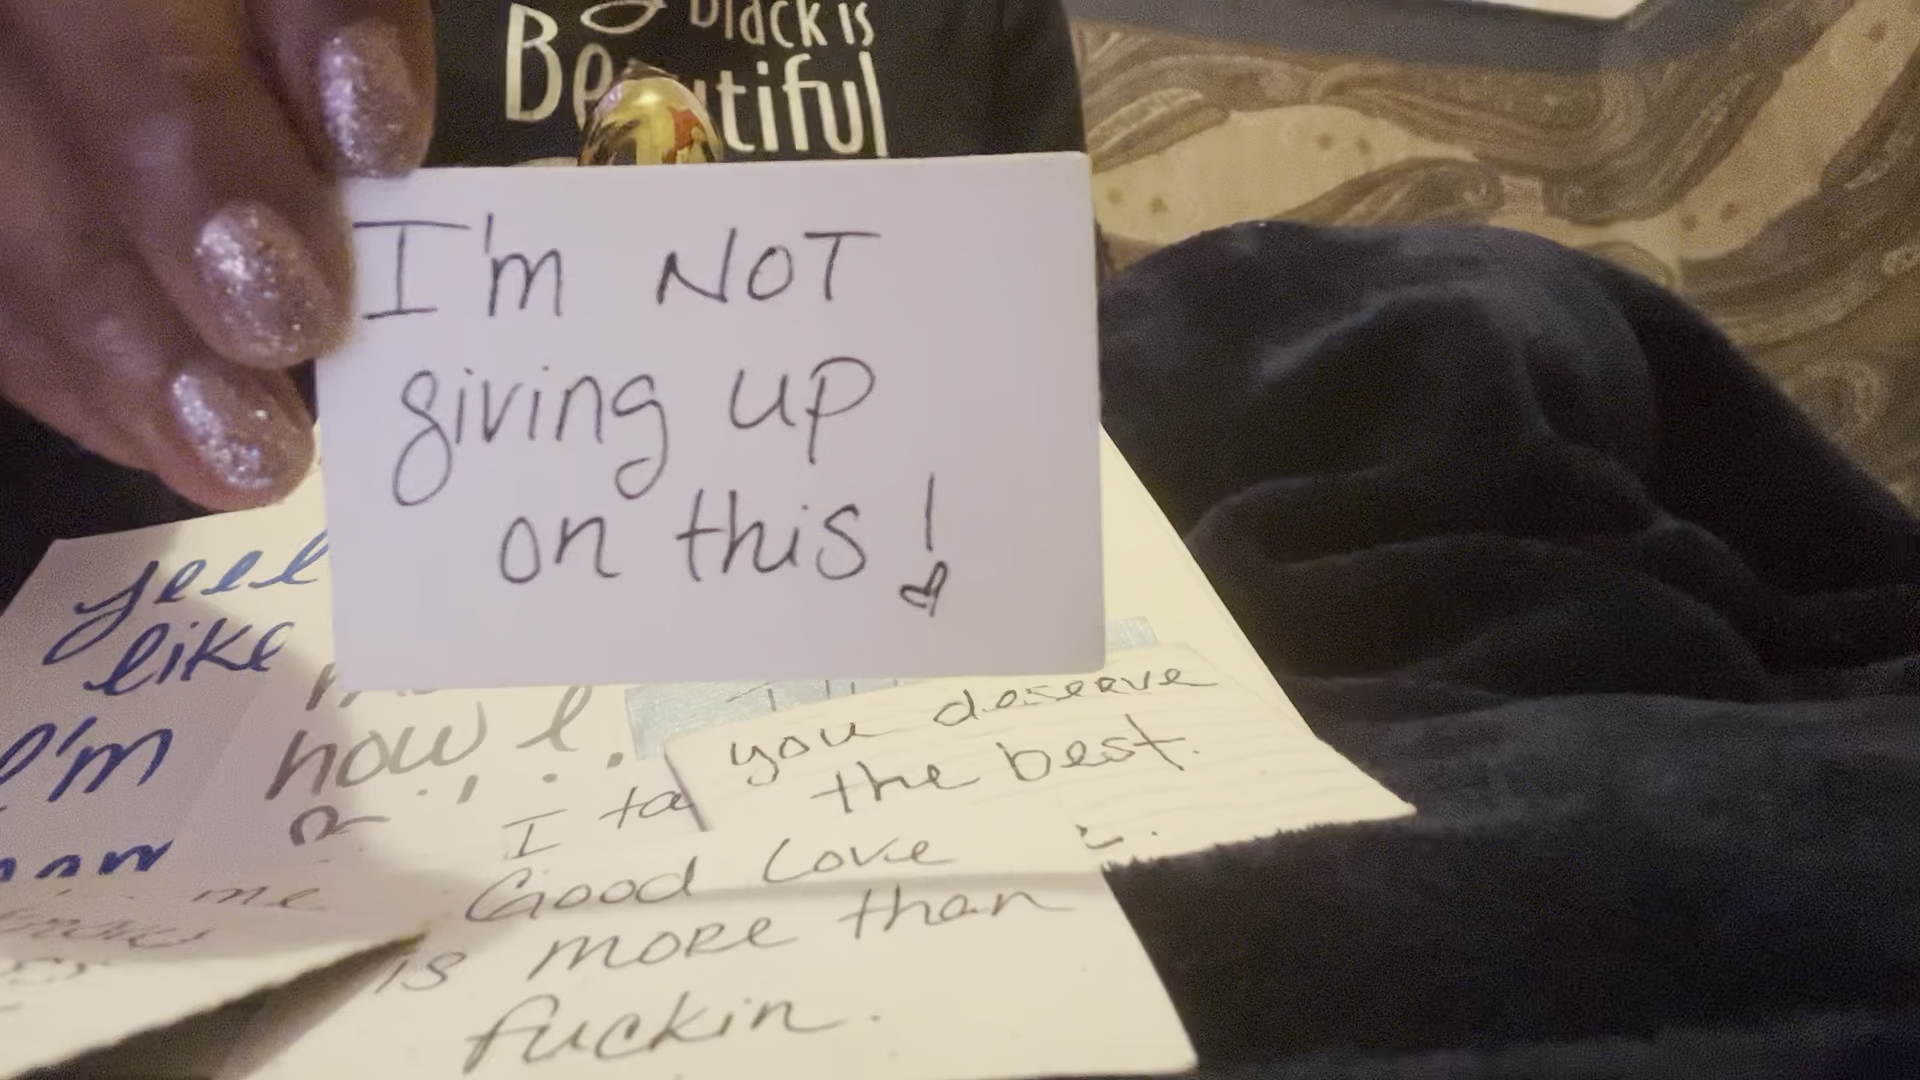 Black is
Beautiful
I'm NOT
giving up
on this!
feel
like
I'm
how I.
you deserve
the best.
I
Good Love
is more than
fuckin.
me